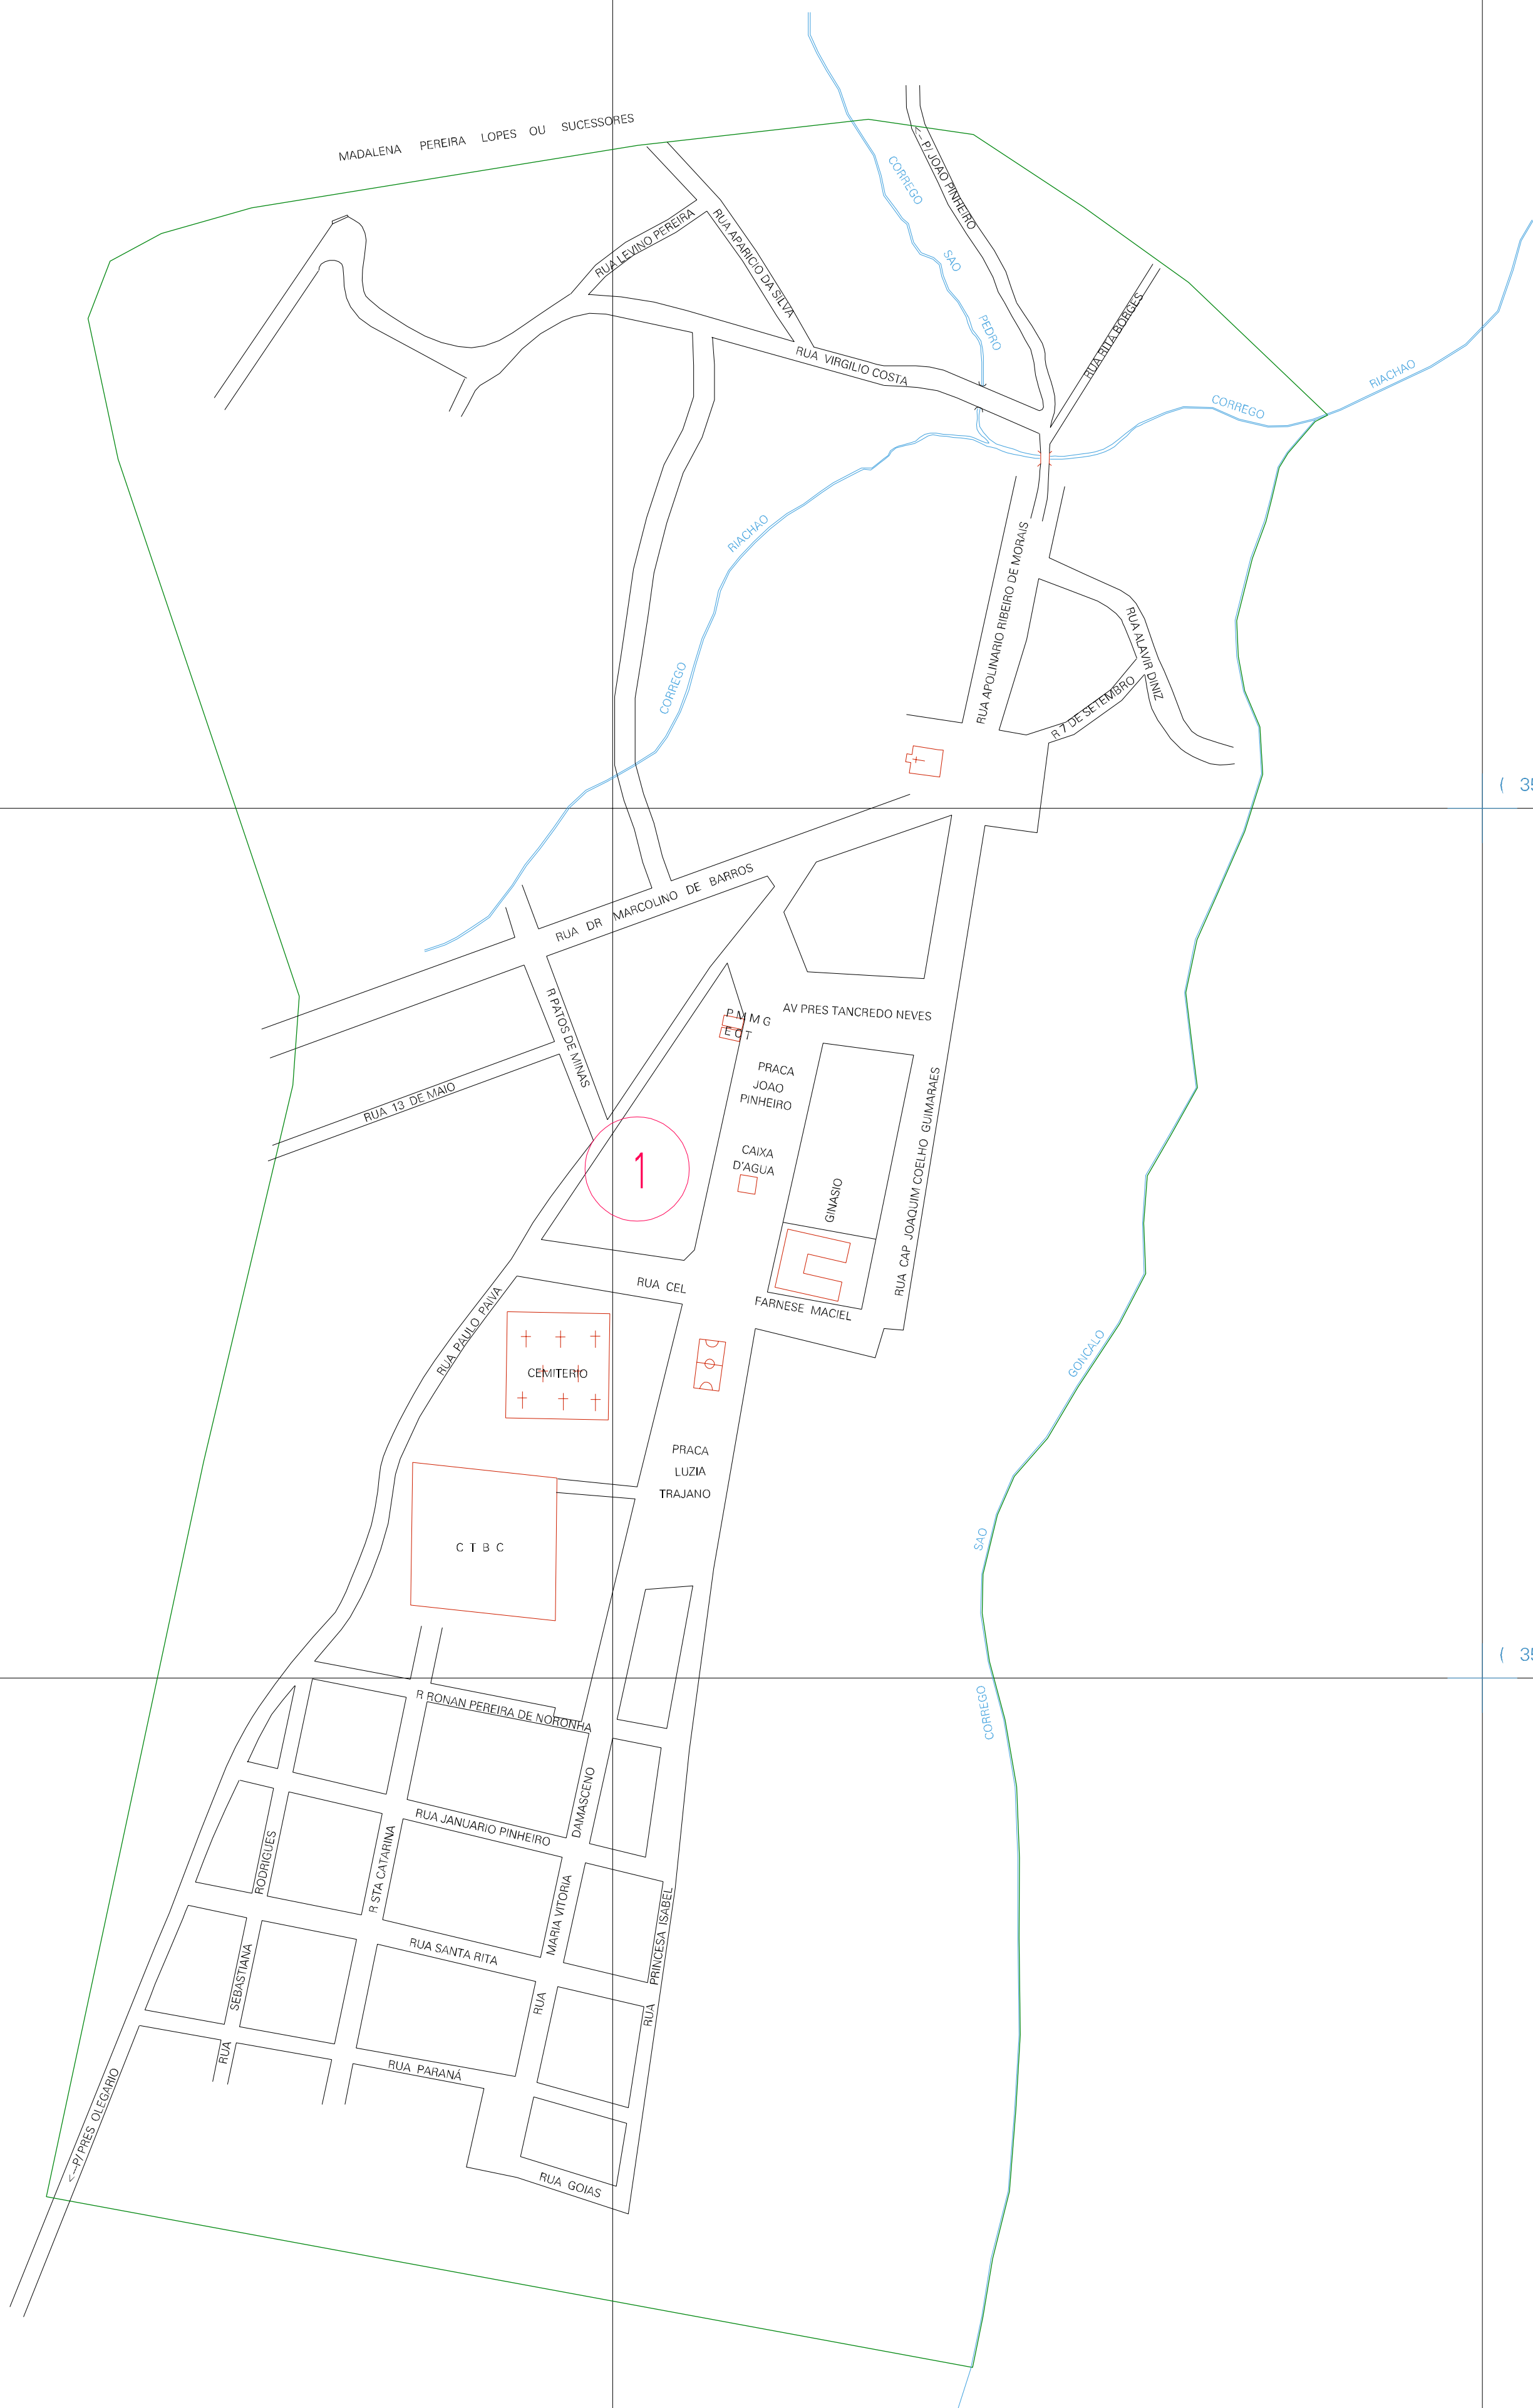 MADALENA PEREIRA LOPES OU SUCESSORES
<-- P/ JOAO PINHEIRO
CORREGO SAO PEDRO
RUA LEVINO PEREIRA
RUA APARICIO DA SILVA
RUA RITA BORGES
RUA VIRGILIO COSTA
CORREGO RIACHAO
CORREGO RIACHAO
RUA APOLINARIO RIBEIRO DE MORAIS
RUA ALAVIR DINIZ
R 7 DE SETEMBRO
( 35
RUA DR MARCOLINO DE BARROS
R PATOS DE MINAS
RUA 13 DE MAIO
P M M G
E C T
AV PRES TANCREDO NEVES
PRACA
JOAO
PINHEIRO
CAIXA
D'AGUA
1
GINASIO
RUA CAP JOAQUIM COELHO GUIMARAES
RUA CEL FARNESE MACIEL
RUA PAULO PAIVA
CEMITERIO
PRACA
LUZIA
TRAJANO
C T B C
CORREGO SAO GONCALO
( 35
R RONAN PEREIRA DE NORONHA
RUA JANUARIO PINHEIRO
RUA MARIA VITORIA DAMASCENO
RUA SEBASTIANA RODRIGUES
R STA CATARINA
RUA SANTA RITA
RUA PRINCESA ISABEL
RUA PARANÁ
RUA GOIAS
<--P/ PRES OLEGARIO